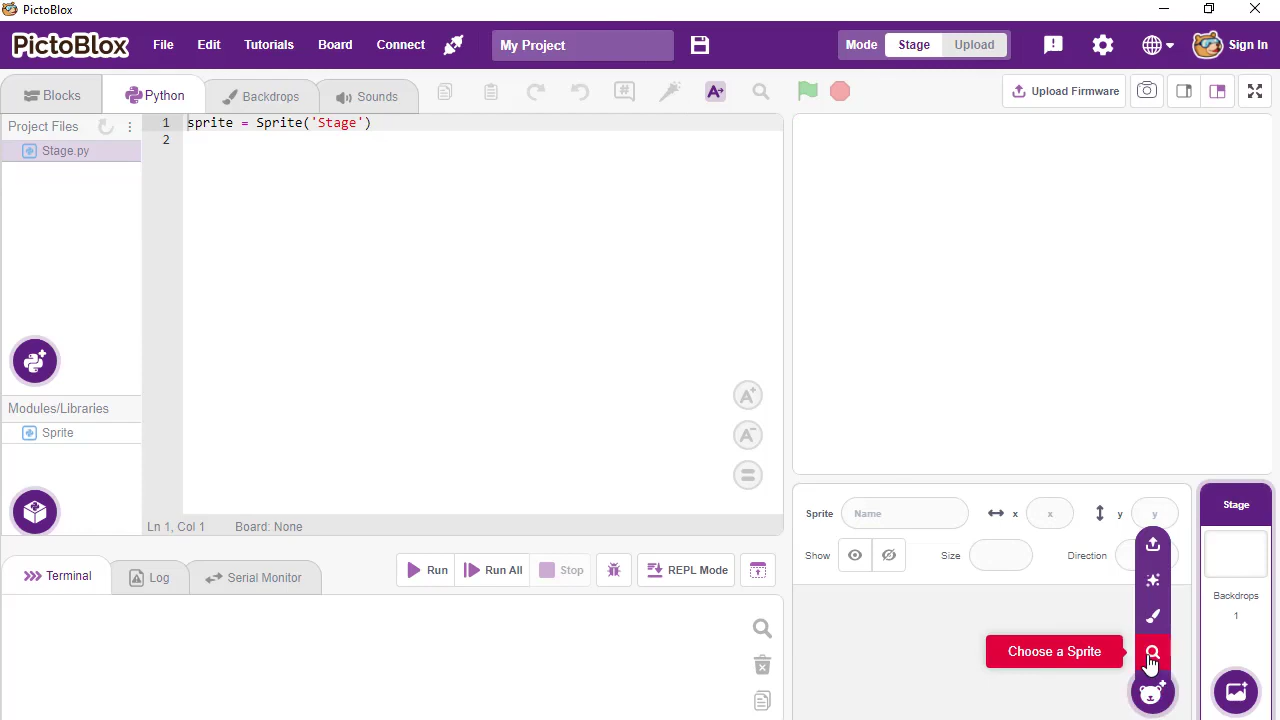 PictoBlox
PictoBlox File Edit Tutorials Board Connect My Project Mode Stage Upload Sign In
Blocks Python Backdrops Sounds Upload Firmware
Project Files
Stage.py
1 sprite = Sprite('Stage')
2
Modules/Libraries
Sprite
Ln 1, Col 1 Board: None
Terminal Log Serial Monitor Run Run All Stop REPL Mode
Sprite Name x x y y
Show Size Direction
Choose a Sprite
Stage
Backdrops
1